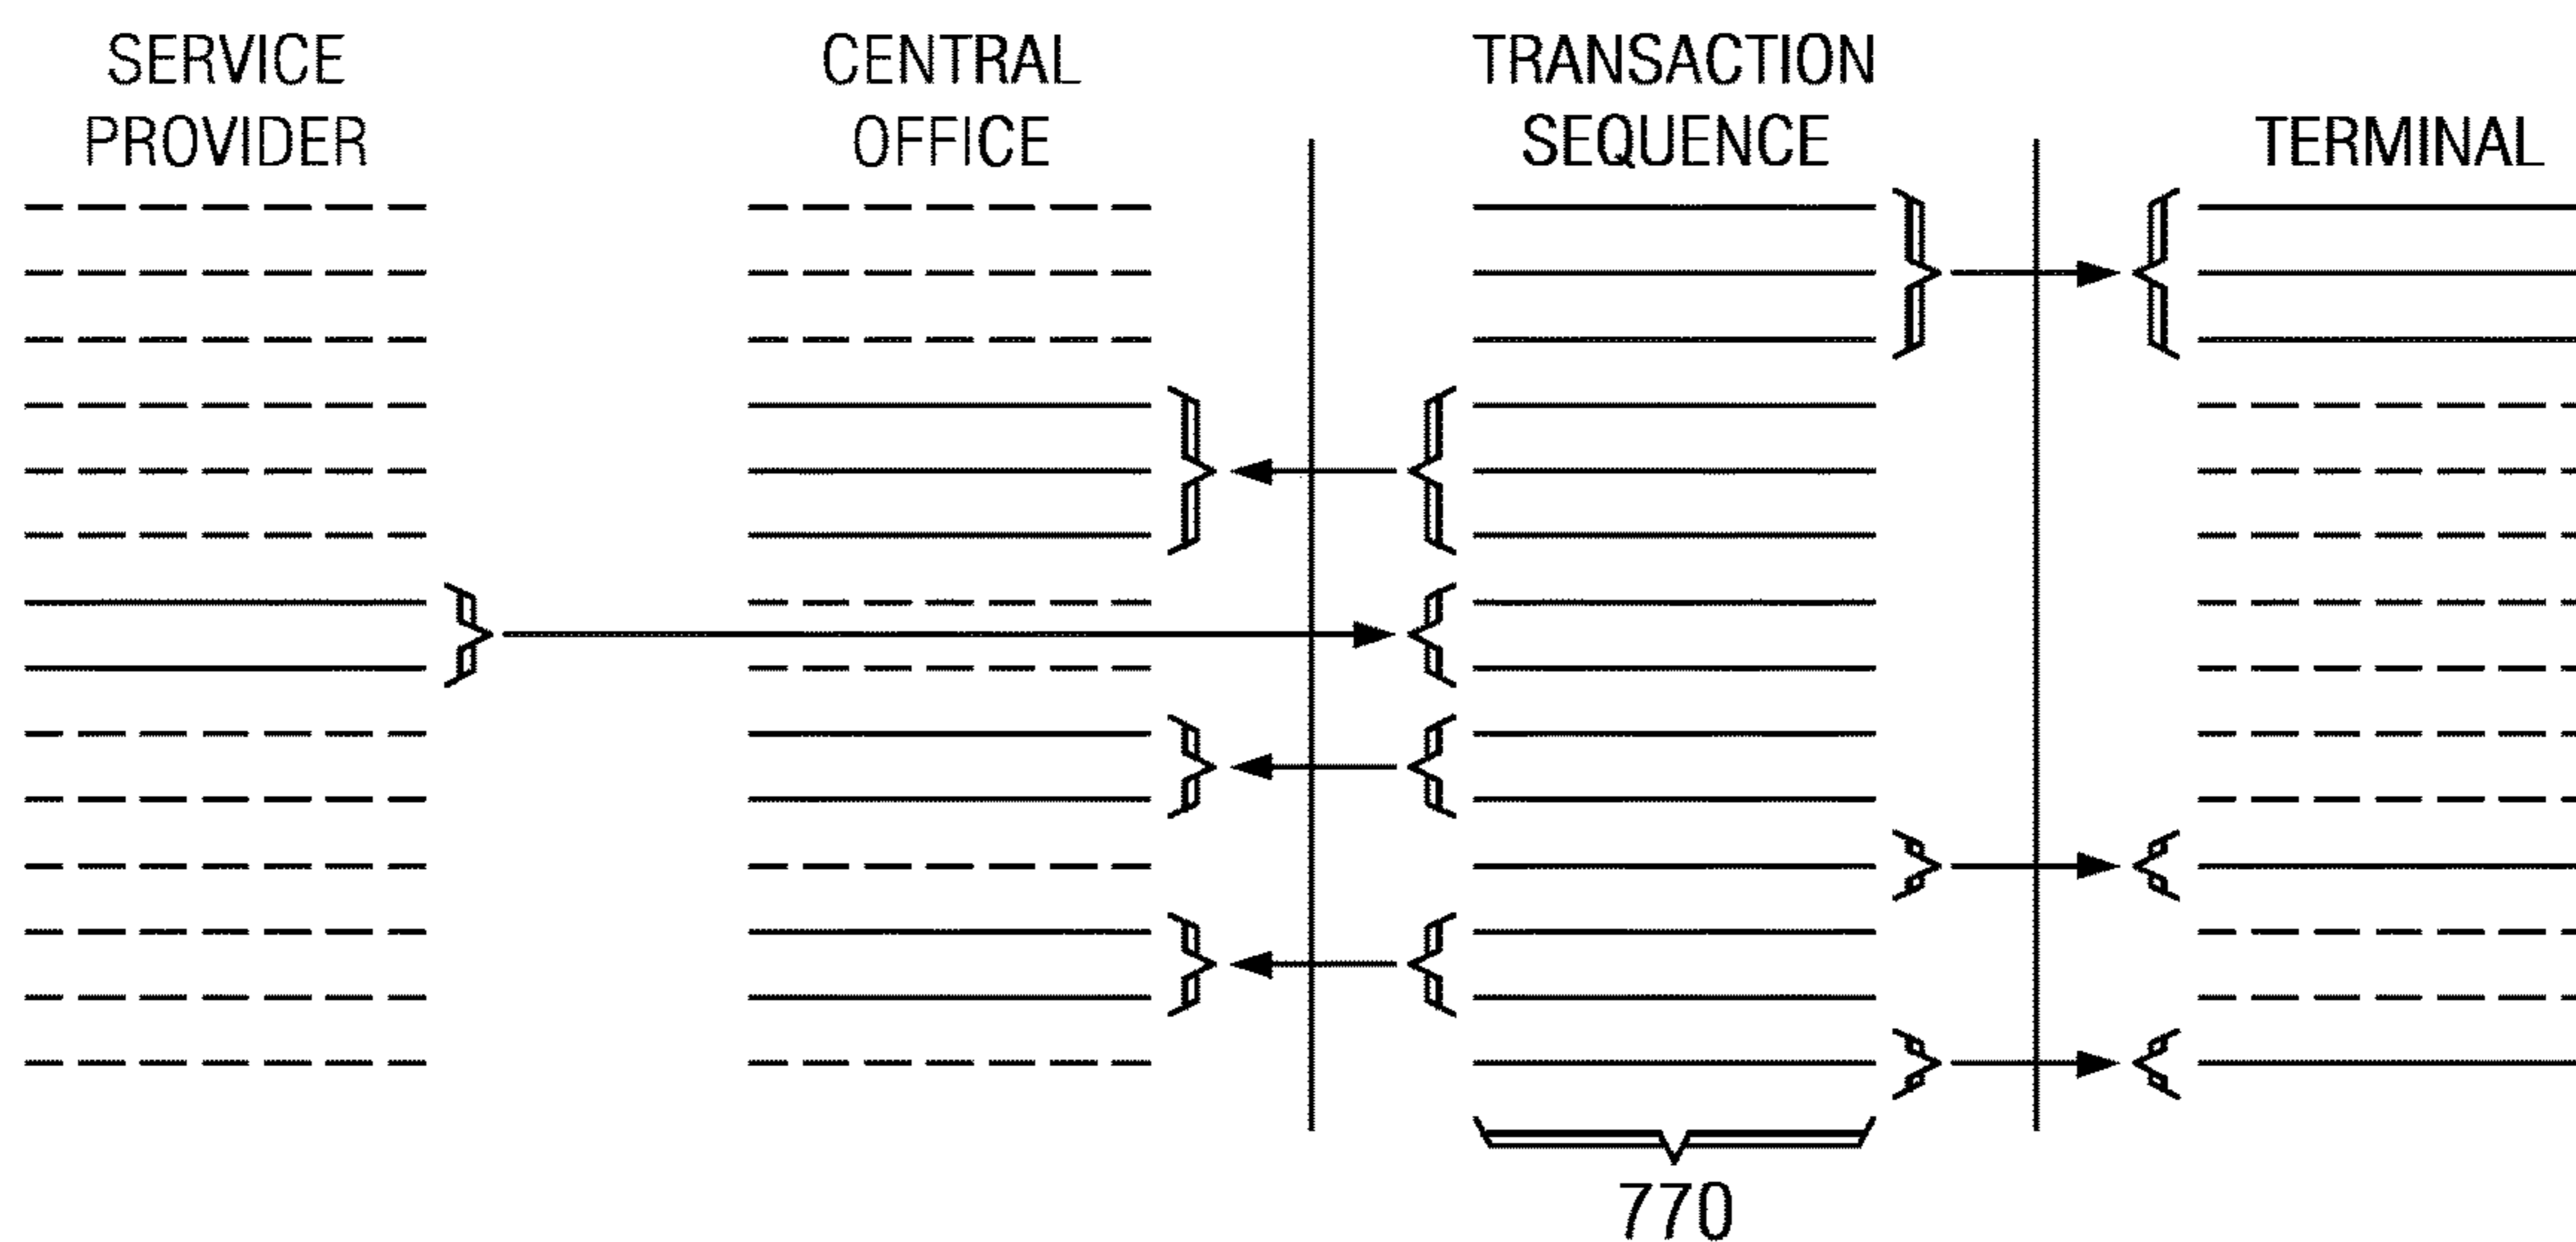 SERVICE
PROVIDER
CENTRAL
OFFICE
TRANSACTION
SEQUENCE
TERMINAL
770